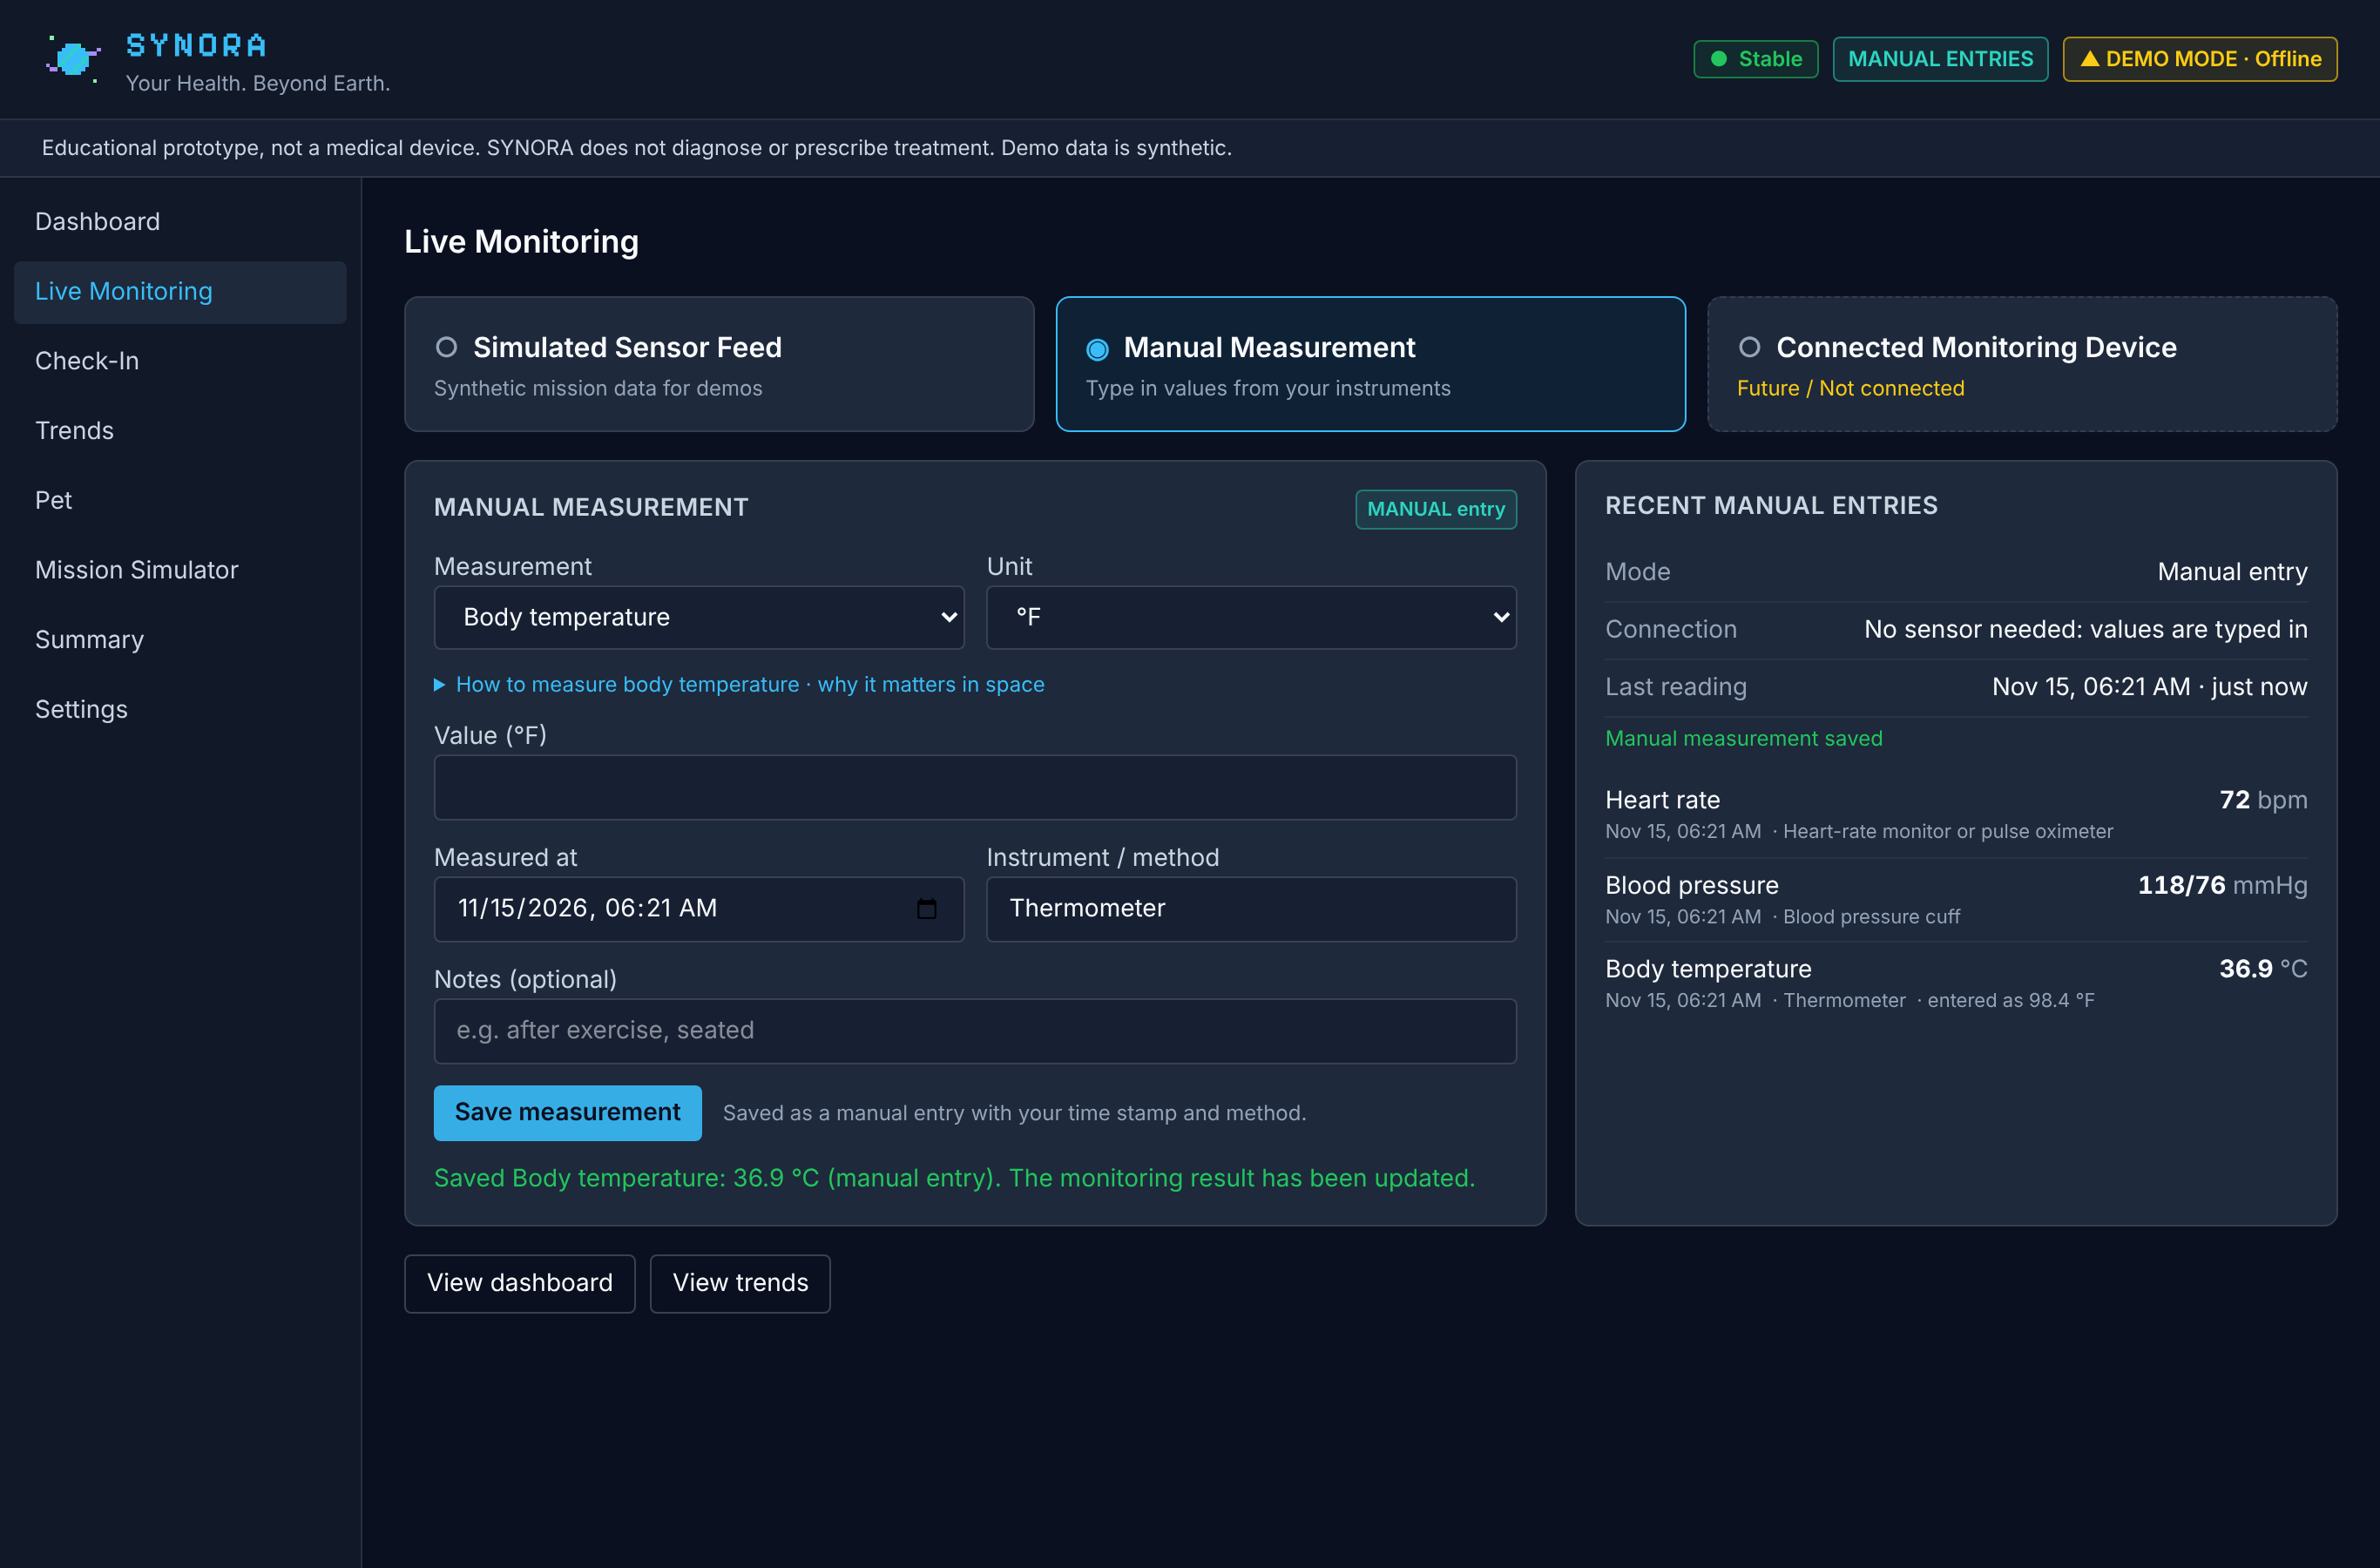 SYNORA
Your Health. Beyond Earth.
Stable
MANUAL ENTRIES
DEMO MODE · Offline
Educational prototype, not a medical device. SYNORA does not diagnose or prescribe treatment. Demo data is synthetic.
Dashboard
Live Monitoring
Check-In
Trends
Pet
Mission Simulator
Summary
Settings
Live Monitoring
Simulated Sensor Feed
Synthetic mission data for demos
Manual Measurement
Type in values from your instruments
Connected Monitoring Device
Future / Not connected
MANUAL MEASUREMENT
MANUAL entry
Measurement
Unit
Body temperature
°F
How to measure body temperature · why it matters in space
Value (°F)
Measured at
Instrument / method
11/15/2026, 06:21 AM
Thermometer
Notes (optional)
e.g. after exercise, seated
Save measurement
Saved as a manual entry with your time stamp and method.
Saved Body temperature: 36.9 °C (manual entry). The monitoring result has been updated.
RECENT MANUAL ENTRIES
Mode Manual entry
Connection No sensor needed: values are typed in
Last reading Nov 15, 06:21 AM · just now
Manual measurement saved
Heart rate 72 bpm
Nov 15, 06:21 AM · Heart-rate monitor or pulse oximeter
Blood pressure 118/76 mmHg
Nov 15, 06:21 AM · Blood pressure cuff
Body temperature 36.9 °C
Nov 15, 06:21 AM · Thermometer · entered as 98.4 °F
View dashboard
View trends